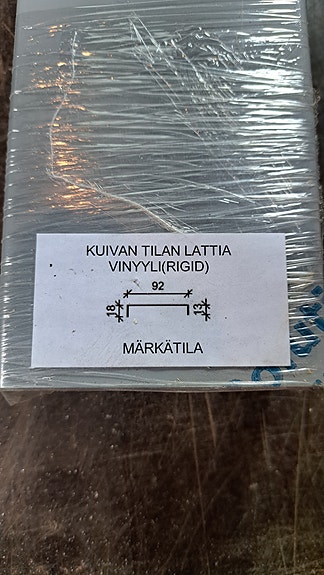 KUIVAN TILAN LATTIA
VINYYLI(RIGID)
92
18
13
MÄRKÄTILA